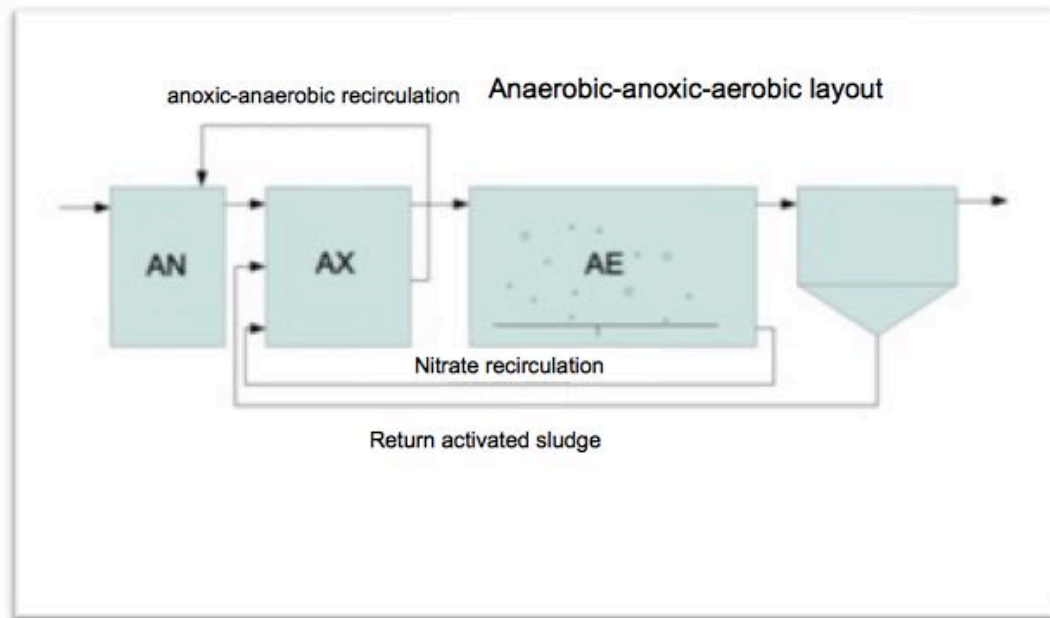 Anaerobic-anoxic-aerobic layout
anoxic-anaerobic recirculation
AN
AX
AE
Nitrate recirculation
Return activated sludge